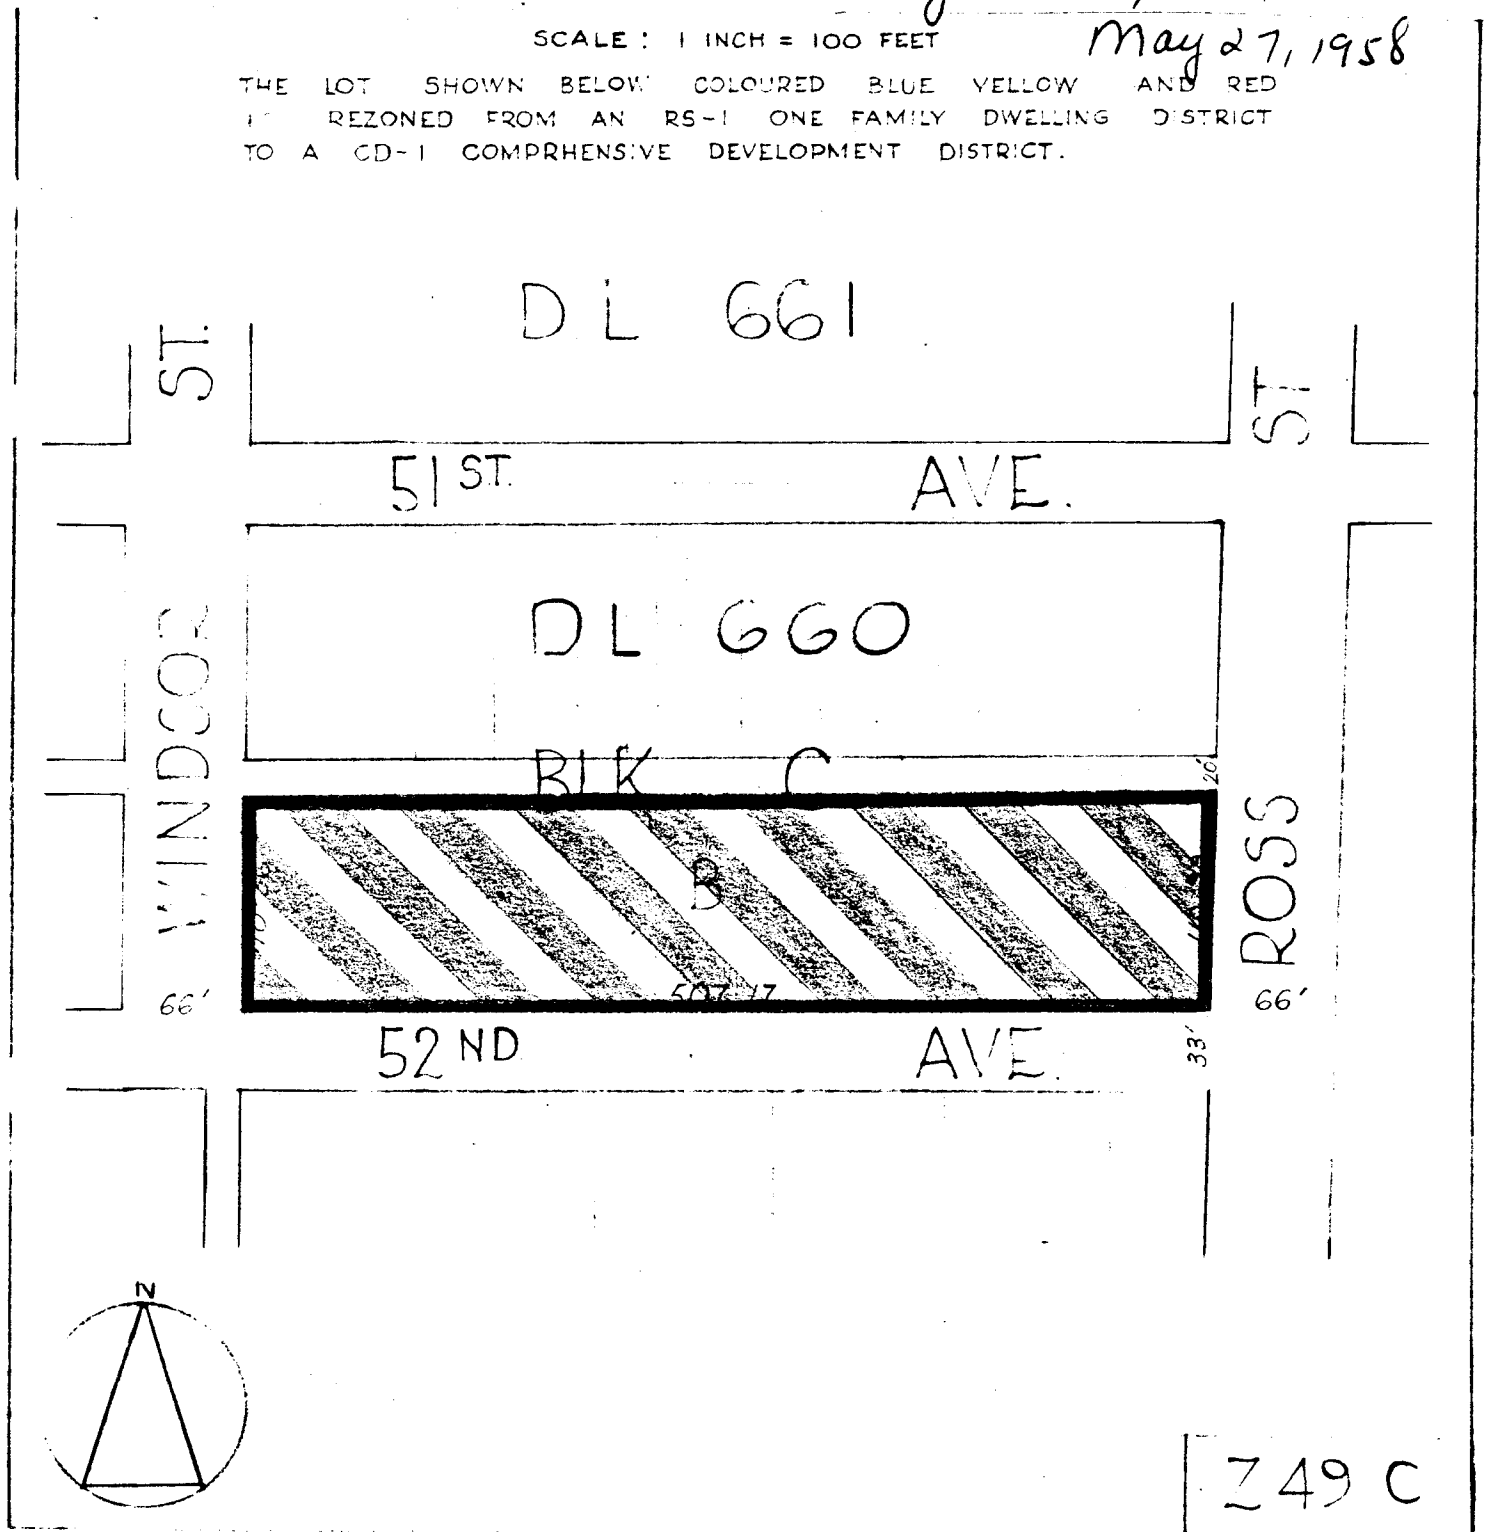 SCALE : 1 INCH = 100 FEET
May 27, 1958
THE LOT SHOWN BELOW COLOURED BLUE YELLOW AND RED
REZONED FROM AN RS-1 ONE FAMILY DWELLING DISTRICT
TO A CD-1 COMPRHENSIVE DEVELOPMENT DISTRICT.
DL 661
ST.
ST
51 ST. AVE.
DL 660
WINDSOR
BLK C
20'
B
ROSS
66'
66'
52 ND AVE.
33'
N
Z49 C